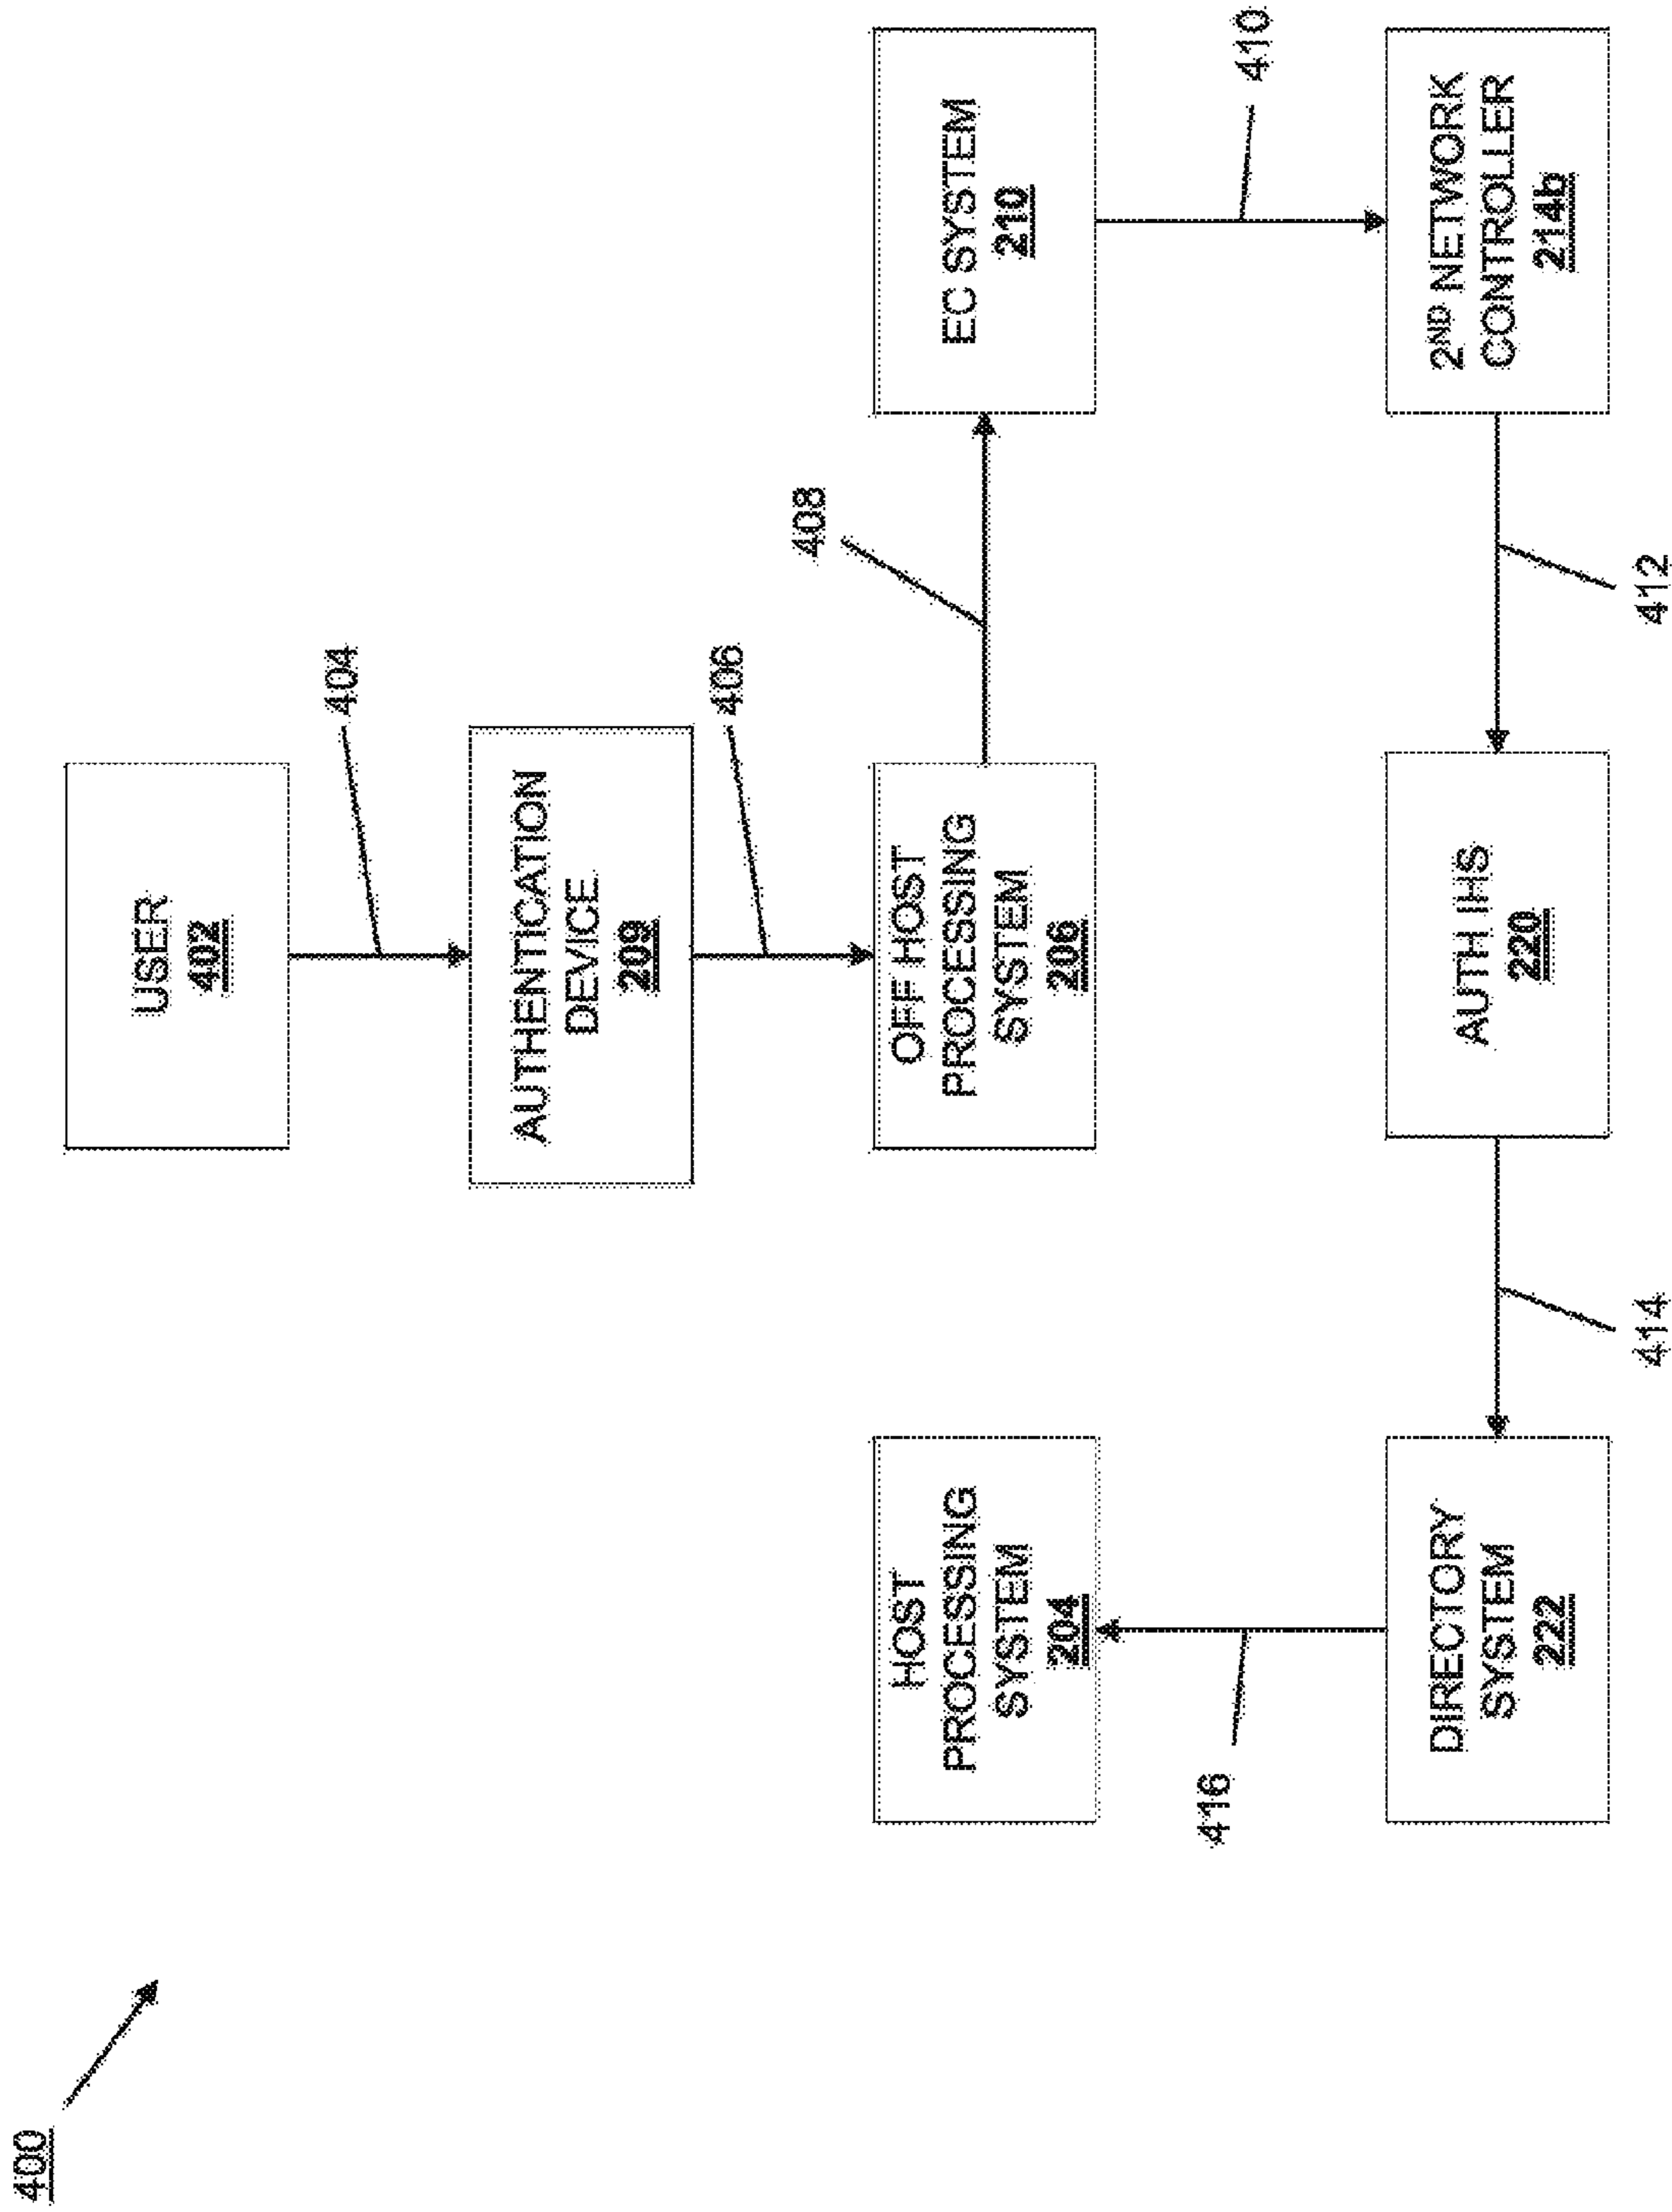 400
USER
402
404
AUTHENTICATION
DEVICE
209
406
HOST
PROCESSING
SYSTEM
204
OFF HOST
PROCESSING
SYSTEM
206
408
EC SYSTEM
210
416
410
DIRECTORY
SYSTEM
222
AUTH IHS
220
2ND NETWORK
CONTROLLER
214b
414
412